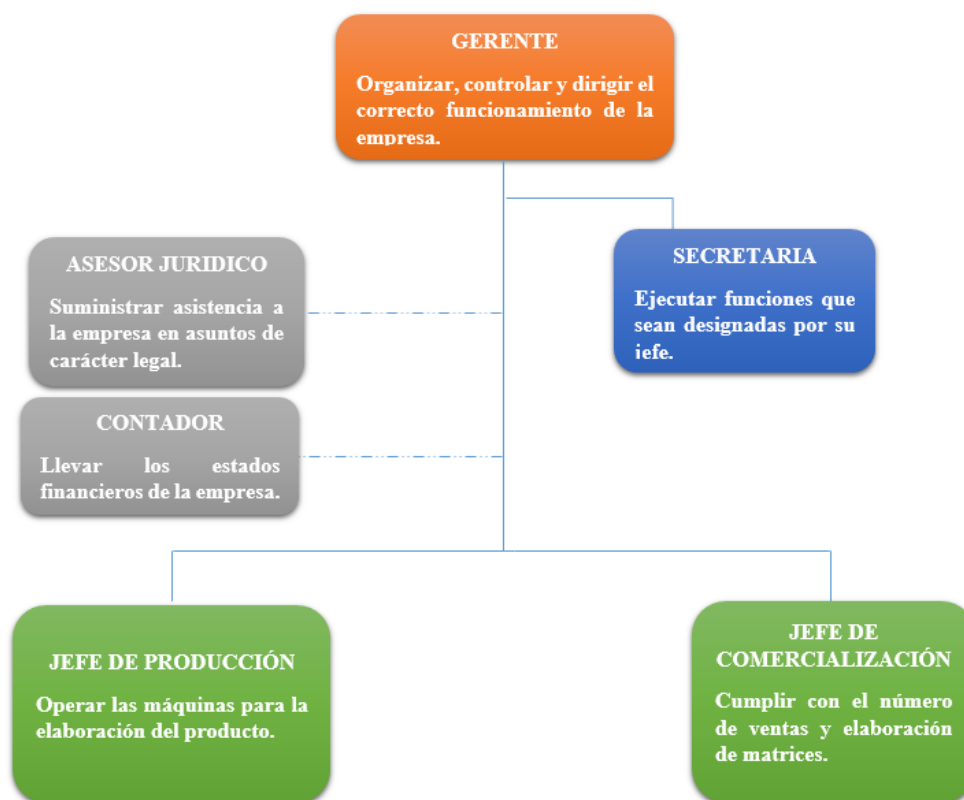 GERENTE
Organizar, controlar y dirigir el
correcto funcionamiento de la
empresa.
ASESOR JURIDICO
Suministrar asistencia a
la empresa en asuntos de
carácter legal.
SECRETARIA
Ejecutar funciones que
sean designadas por su
jefe.
CONTADOR
Llevar los estados
financieros de la empresa.
JEFE DE PRODUCCIÓN
Operar las máquinas para la
elaboración del producto.
JEFE DE
COMERCIALIZACIÓN
Cumplir con el número
de ventas y elaboración
de matrices.